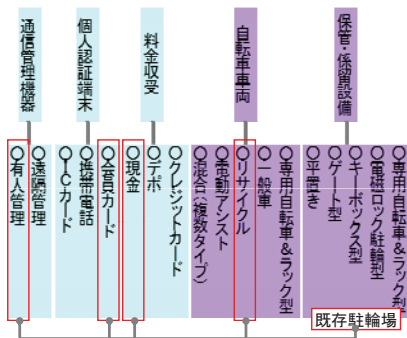 通信管理機器
個人認証端末
料金収受
自転車車両
保管・係留設備
○有人管理
○遠隔管理
○ICカード
○携帯電話
○会員カード
○現金
○デポ
○クレジットカード
○混合（複数タイプ）
○電動アシスト
○リサイクル
○一般車
○専用自転車＆ラック型
○平置き
○ゲート型
○キーボックス型
○電磁ロック駐輪型
○専用自転車＆ラック型
既存駐輪場